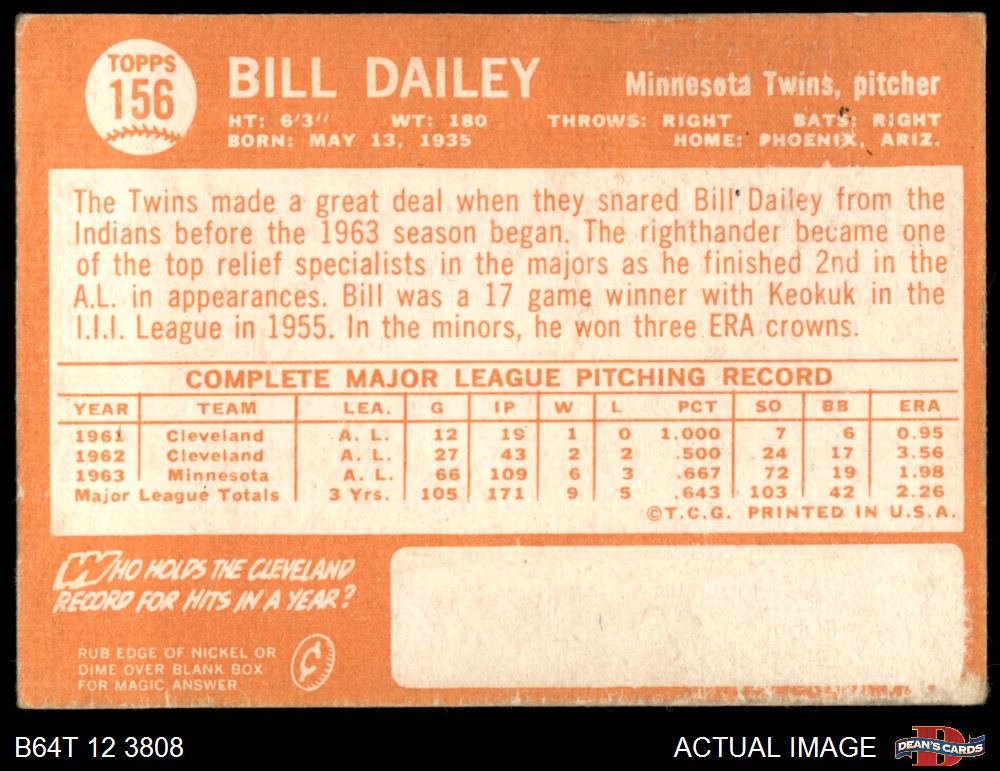 TOPPS
156
BILL DAILEY
Minnesota Twins, pitcher
HT: 6'3" WT: 180 THROWS: RIGHT BATS: RIGHT
BORN: MAY 13, 1935 HOME: PHOENIX, ARIZ.
The Twins made a great deal when they snared Bill Dailey from the
Indians before the 1963 season began. The righthander became one
of the top relief specialists in the majors as he finished 2nd in the
A.L. in appearances. Bill was a 17 game winner with Keokuk in the
I.I.I. League in 1955. In the minors, he won three ERA crowns.
COMPLETE MAJOR LEAGUE PITCHING RECORD
YEAR TEAM LEA. G IP W L PCT SO BB ERA
1961 Cleveland A. L. 12 19 1 0 1.000 7 6 0.95
1962 Cleveland A. L. 27 43 2 2 .500 24 17 3.56
1963 Minnesota A. L. 66 109 6 3 .667 72 19 1.98
Major League Totals 3 Yrs. 105 171 9 5 .643 103 42 2.26
©T.C.G. PRINTED IN U.S.A.
WHO HOLDS THE CLEVELAND
RECORD FOR HITS IN A YEAR?
RUB EDGE OF NICKEL OR
DIME OVER BLANK BOX
FOR MAGIC ANSWER
¢
B64T 12 3808
ACTUAL IMAGE
D
DEAN'S CARDS